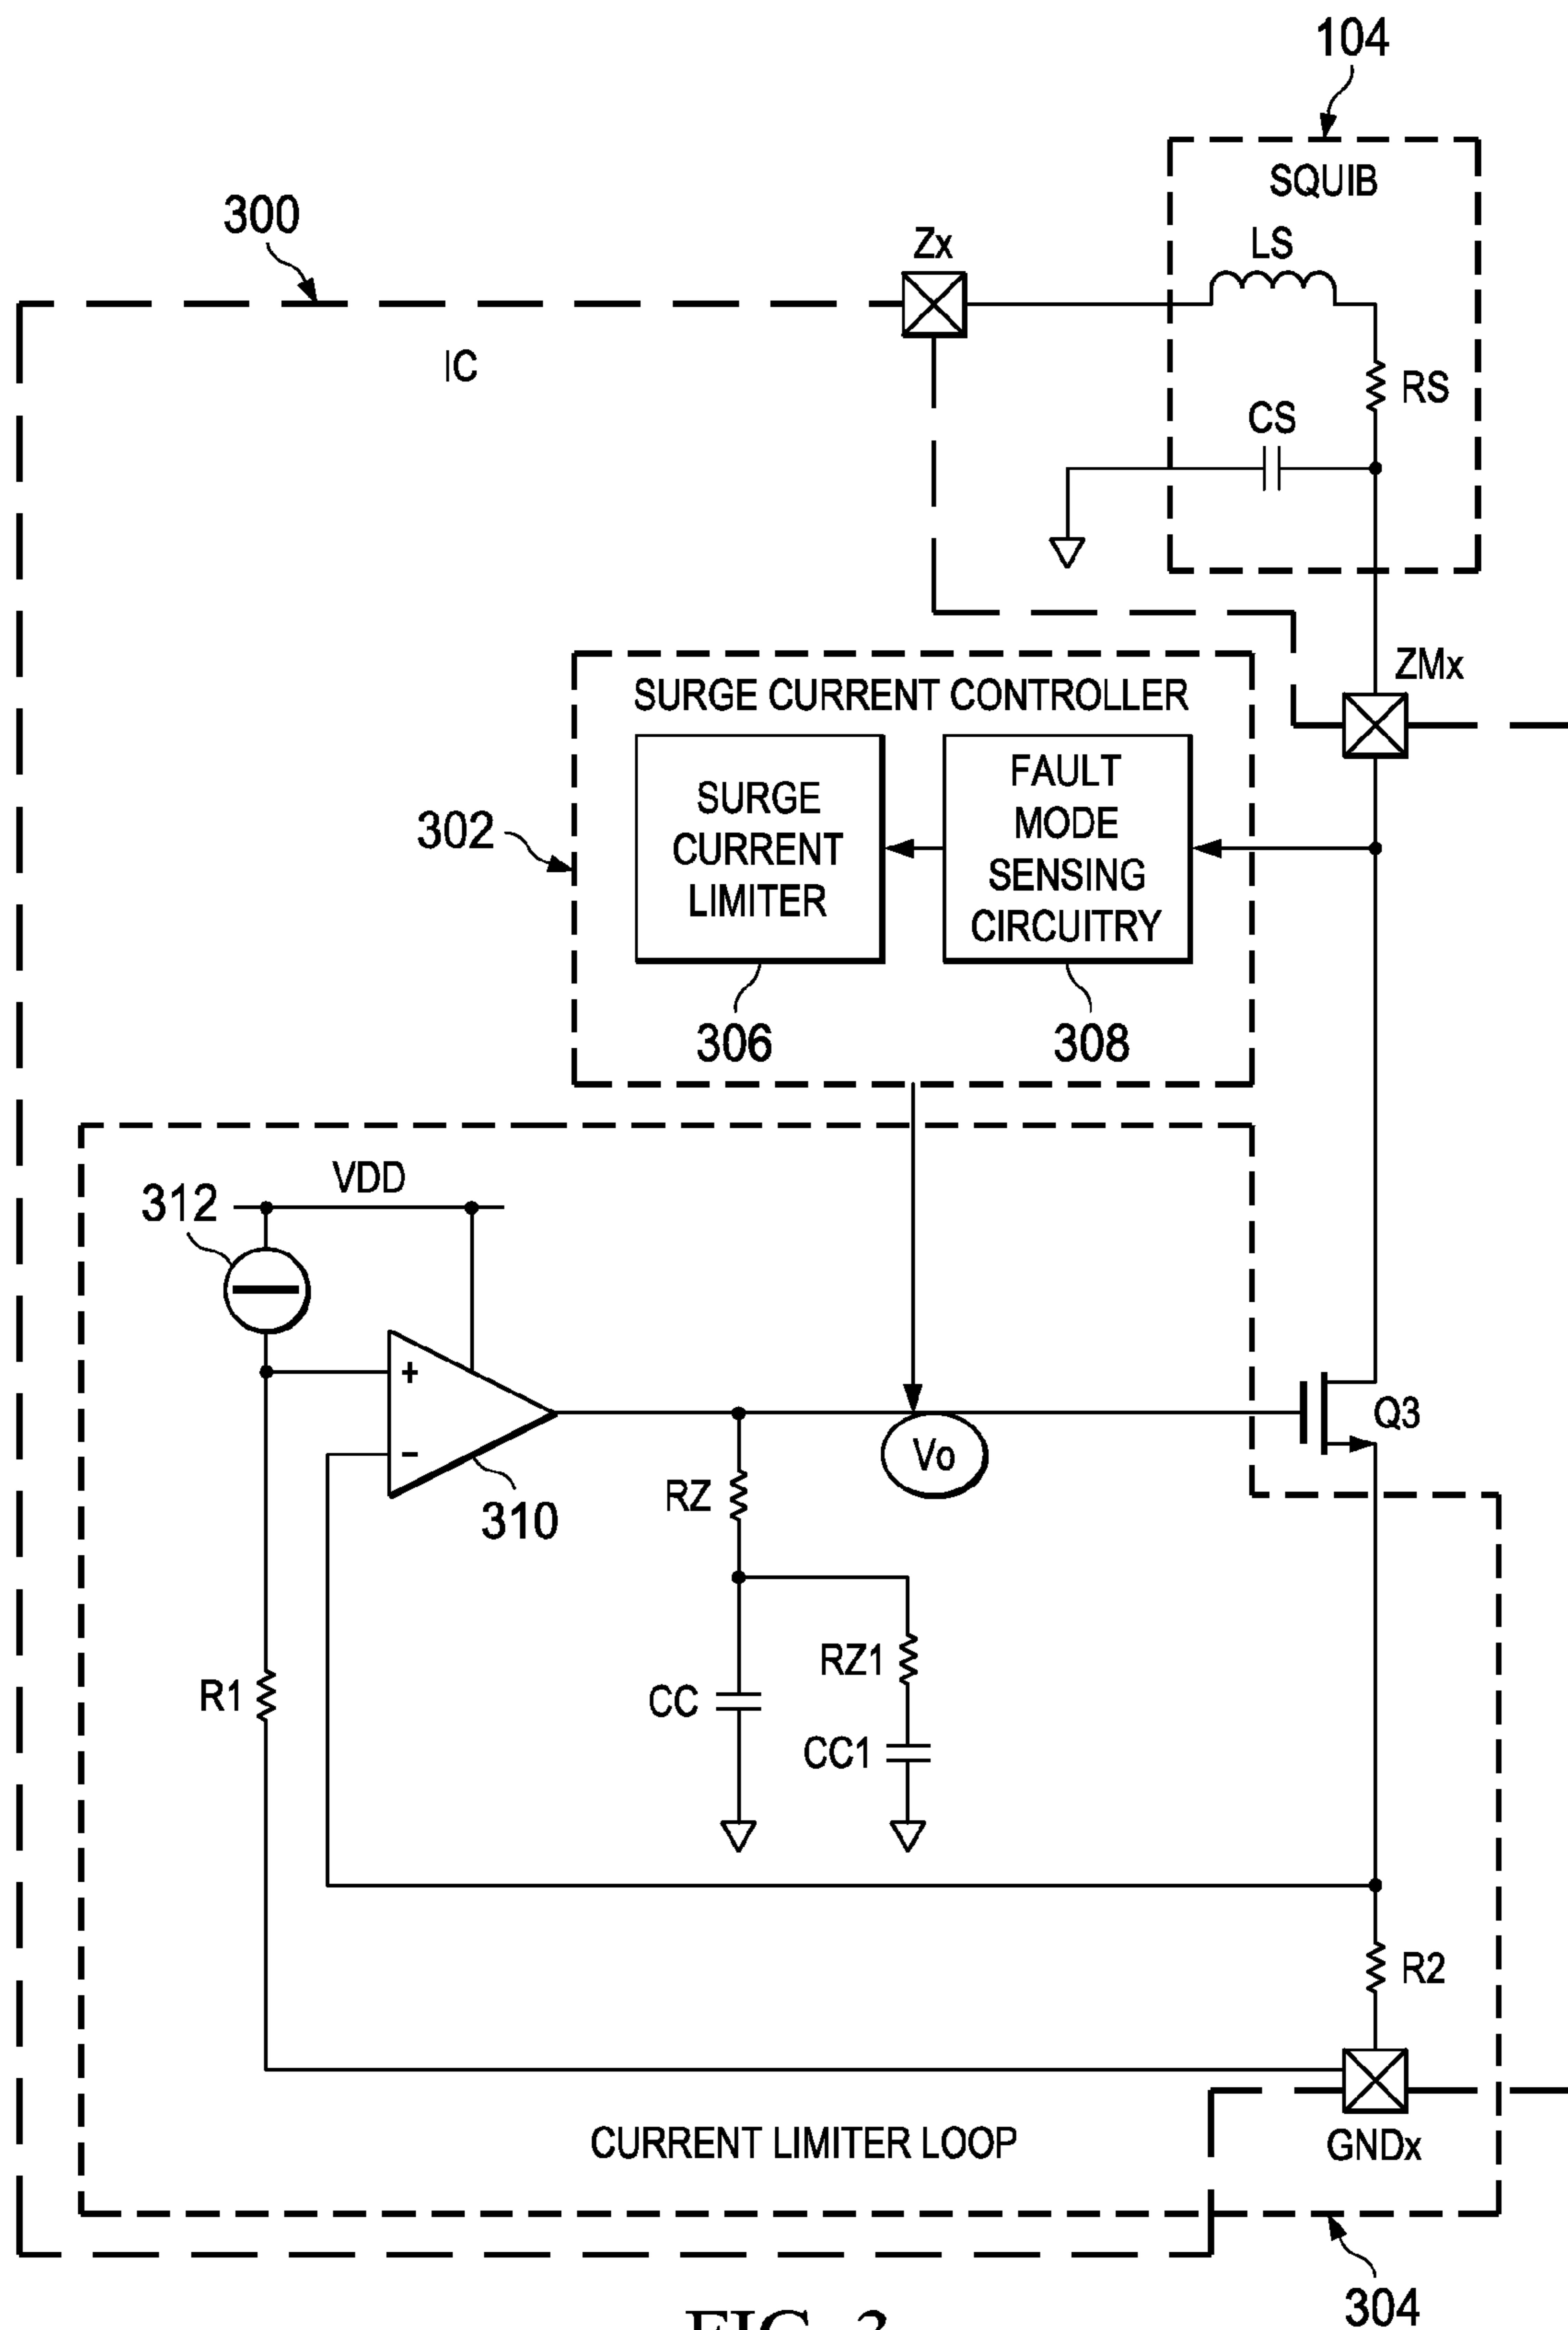 104
SQUIB
300
Zx
LS
IC
RS
CS
ZMx
SURGE CURRENT CONTROLLER
SURGE
CURRENT
LIMITER
FAULT
MODE
SENSING
CIRCUITRY
302
306
308
VDD
312
+
-
310
Vo
Q3
RZ
RZ1
R1
CC
CC1
R2
CURRENT LIMITER LOOP
GNDx
304
FIG. 3